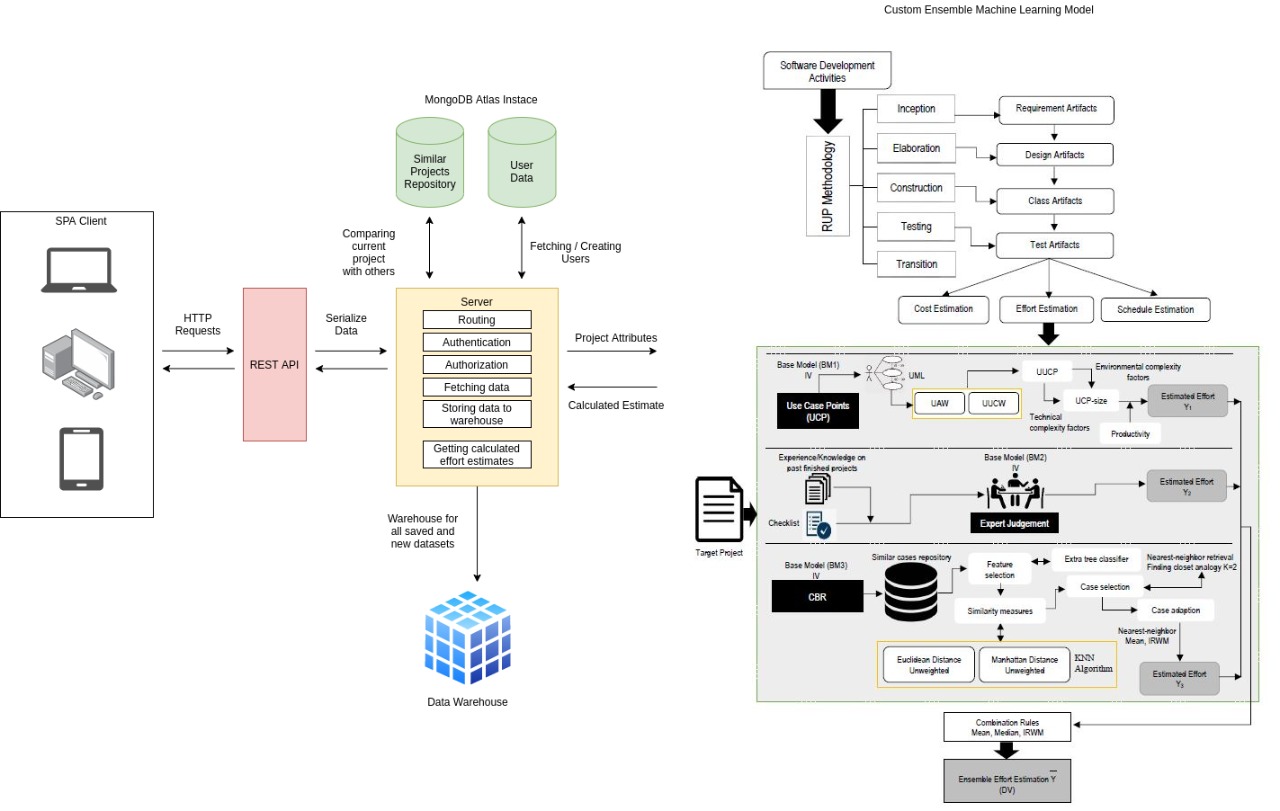 Custom Ensemble Machine Learning Model
MongoDB Atlas Instace
Similar
Projects
Repository
User
Data
Comparing
current
project
with others
Fetching / Creating
Users
SPA Client
HTTP
Requests
REST API
Serialize
Data
Server
Routing
Authentication
Authorization
Fetching data
Storing data to
warehouse
Getting calculated
effort estimates
Project Attributes
Calculated Estimate
Warehouse for
all saved and
new datasets
Data Warehouse
Software Development
Activities
RUP Methodology
Inception
Elaboration
Construction
Testing
Transition
Requirement Artifacts
Design Artifacts
Class Artifacts
Test Artifacts
Cost Estimation
Effort Estimation
Schedule Estimation
Target Project
Base Model (BM1)
IV
Use Case Points
(UCP)
UML
UAW
UUCW
UUCP
Environmental complexity
factors
UCP-size
Technical
complexity factors
Productivity
Estimated Effort
Y1
Experience/Knowledge on
past finished projects
Checklist
Base Model (BM2)
IV
Expert Judgement
Estimated Effort
Y2
Base Model (BM3)
IV
CBR
Similar cases repository
Feature
selection
Extra tree classifier
Nearest-neighbor retrieval
Finding closet analogy K=2
Similarity measures
Case selection
Case adaption
Nearest-neighbor
Mean, IRWM
Euclidean Distance
Unweighted
Manhattan Distance
Unweighted
KNN
Algorithm
Estimated Effort
Y3
Combination Rules
Mean, Median, IRWM
Ensemble Effort Estimation Y̅
(DV)